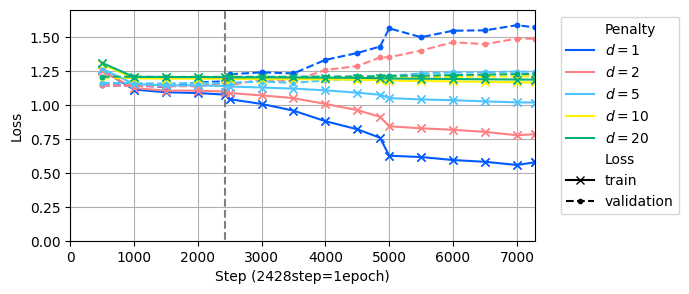 1.50
1.25
1.00
0.75
0.50
0.25
0.00
Loss
0
1000
2000
3000
4000
5000
6000
7000
Step (2428step=1epoch)
Penalty
d = 1
d = 2
d = 5
d = 10
d = 20
Loss
train
validation